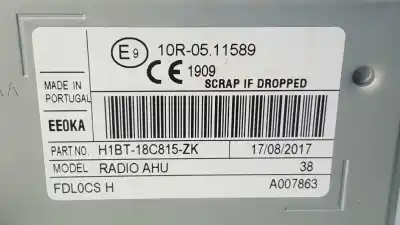 E9 10R-05.11589
CE 1909
SCRAP IF DROPPED
MADE IN
PORTUGAL
EE0KA
PART NO. H1BT-18C815-ZK 17/08/2017
MODEL RADIO AHU 38
FDL0CS H A007863